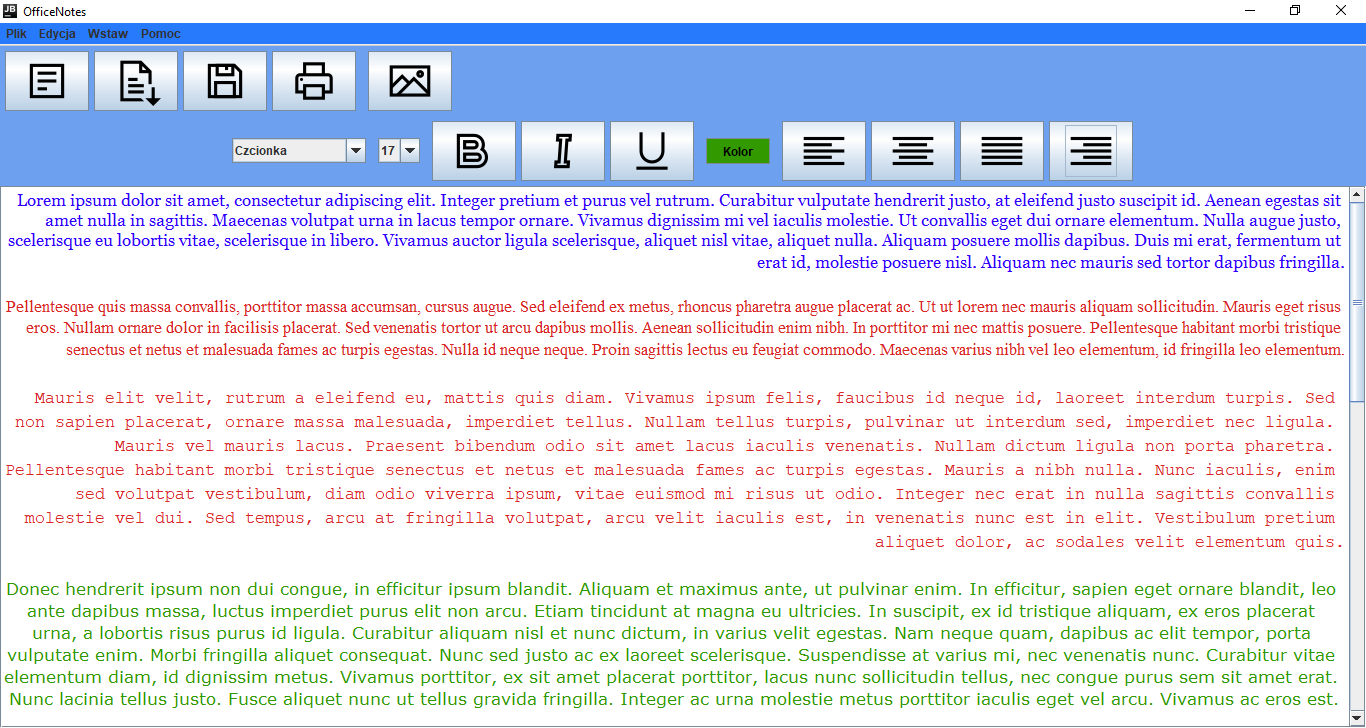 JB OfficeNotes
Plik Edycja Wstaw Pomoc
Czcionka 17 B I U Kolor
Lorem ipsum dolor sit amet, consectetur adipiscing elit. Integer pretium et purus vel rutrum. Curabitur vulputate hendrerit justo, at eleifend justo suscipit id. Aenean egestas sit
amet nulla in sagittis. Maecenas volutpat urna in lacus tempor ornare. Vivamus dignissim mi vel iaculis molestie. Ut convallis eget dui ornare elementum. Nulla augue justo,
scelerisque eu lobortis vitae, scelerisque in libero. Vivamus auctor ligula scelerisque, aliquet nisl vitae, aliquet nulla. Aliquam posuere mollis dapibus. Duis mi erat, fermentum ut
erat id, molestie posuere nisl. Aliquam nec mauris sed tortor dapibus fringilla.
Pellentesque quis massa convallis, porttitor massa accumsan, cursus augue. Sed eleifend ex metus, rhoncus pharetra augue placerat ac. Ut ut lorem nec mauris aliquam sollicitudin. Mauris eget risus
eros. Nullam ornare dolor in facilisis placerat. Sed venenatis tortor ut arcu dapibus mollis. Aenean sollicitudin enim nibh. In porttitor mi nec mattis posuere. Pellentesque habitant morbi tristique
senectus et netus et malesuada fames ac turpis egestas. Nulla id neque neque. Proin sagittis lectus eu feugiat commodo. Maecenas varius nibh vel leo elementum, id fringilla leo elementum.
Mauris elit velit, rutrum a eleifend eu, mattis quis diam. Vivamus ipsum felis, faucibus id neque id, laoreet interdum turpis. Sed
non sapien placerat, ornare massa malesuada, imperdiet tellus. Nullam tellus turpis, pulvinar ut interdum sed, imperdiet nec ligula.
Mauris vel mauris lacus. Praesent bibendum odio sit amet lacus iaculis venenatis. Nullam dictum ligula non porta pharetra.
Pellentesque habitant morbi tristique senectus et netus et malesuada fames ac turpis egestas. Mauris a nibh nulla. Nunc iaculis, enim
sed volutpat vestibulum, diam odio viverra ipsum, vitae euismod mi risus ut odio. Integer nec erat in nulla sagittis convallis
molestie vel dui. Sed tempus, arcu at fringilla volutpat, arcu velit iaculis est, in venenatis nunc est in elit. Vestibulum pretium
aliquet dolor, ac sodales velit elementum quis.
Donec hendrerit ipsum non dui congue, in efficitur ipsum blandit. Aliquam et maximus ante, ut pulvinar enim. In efficitur, sapien eget ornare blandit, leo
ante dapibus massa, luctus imperdiet purus elit non arcu. Etiam tincidunt at magna eu ultricies. In suscipit, ex id tristique aliquam, ex eros placerat
urna, a lobortis risus purus id ligula. Curabitur aliquam nisl et nunc dictum, in varius velit egestas. Nam neque quam, dapibus ac elit tempor, porta
vulputate enim. Morbi fringilla aliquet consequat. Nunc sed justo ac ex laoreet scelerisque. Suspendisse at varius mi, nec venenatis nunc. Curabitur vitae
elementum diam, id dignissim metus. Vivamus porttitor, ex sit amet placerat porttitor, lacus nunc sollicitudin tellus, nec congue purus sem sit amet erat.
Nunc lacinia tellus justo. Fusce aliquet nunc ut tellus gravida fringilla. Integer ac urna molestie metus porttitor iaculis eget vel arcu. Vivamus ac eros est.